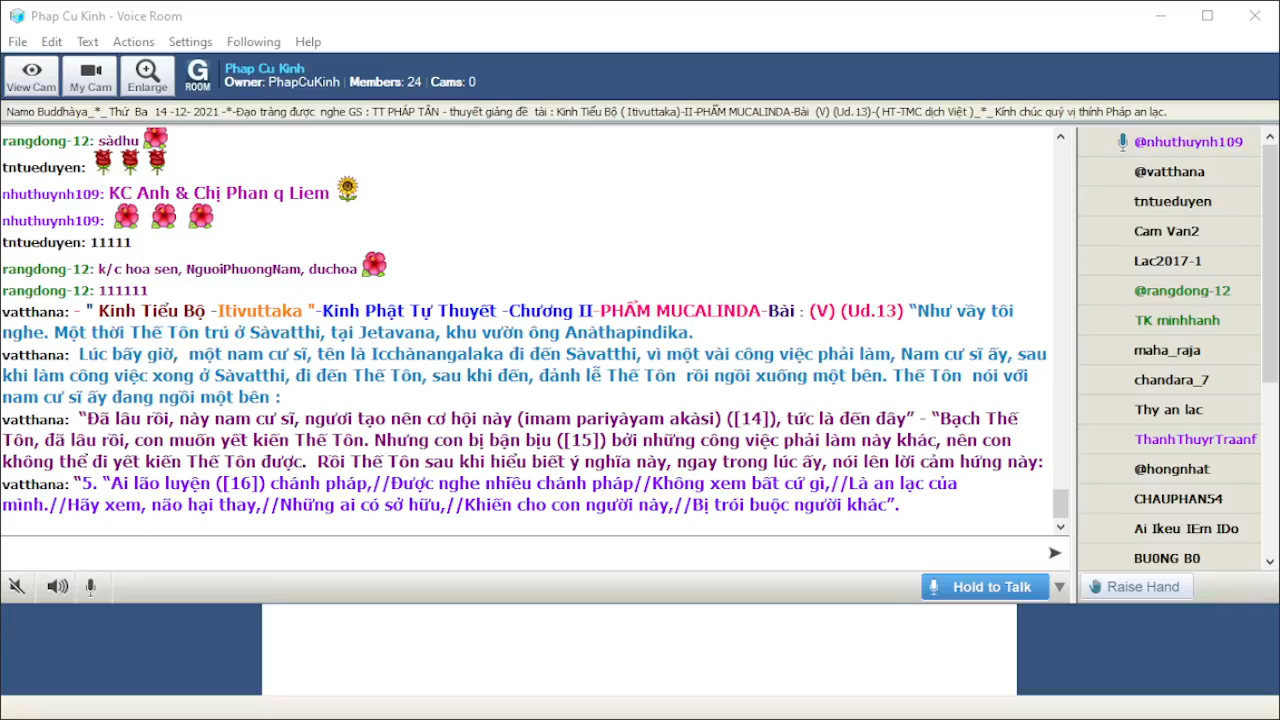 Phap Cu Kinh - Voice Room
File Edit Text Actions Settings Following Help
View Cam My Cam Enlarge G ROOM
Phap Cu Kinh
Owner: PhapCuKinh Members: 24 Cams: 0
Namo Buddhàya_*_ Thứ Ba 14 -12- 2021 -*-Đạo tràng được nghe GS : TT PHÁP TÂN - thuyết giảng đề tài : Kinh Tiểu Bộ ( Itivuttaka)-II-PHẨM MUCALINDA-Bài (V) (Ud.13)-( HT-TMC dịch Việt )_*_ Kính chúc quý vị thính Pháp an lạc.
rangdong-12: sàdhu
tntueduyen:
nhuthuynh109: KC Anh & Chị Phan q Liem
nhuthuynh109:
tntueduyen: 11111
rangdong-12: k/c hoa sen, NguoiPhuongNam, duchoa
rangdong-12: 111111
vatthana: - " Kinh Tiểu Bộ -Itivuttaka "-Kinh Phật Tự Thuyết -Chương II-PHẨM MUCALINDA-Bài : (V) (Ud.13) “Như vầy tôi
nghe. Một thời Thế Tôn trú ở Sàvatthi, tại Jetavana, khu vườn ông Anàthapindika.
vatthana: Lúc bấy giờ, một nam cư sĩ, tên là Icchànangalaka đi đến Sàvatthi, vì một vài công việc phải làm, Nam cư sĩ ấy, sau
khi làm công việc xong ở Sàvatthi, đi đến Thế Tôn, sau khi đến, đảnh lễ Thế Tôn rồi ngồi xuống một bên. Thế Tôn nói với
nam cư sĩ ấy đang ngồi một bên :
vatthana: “Đã lâu rồi, này nam cư sĩ, ngươi tạo nên cơ hội này (imam pariyàyam akàsi) ([14]), tức là đến đây” - “Bạch Thế
Tôn, đã lâu rồi, con muốn yết kiến Thế Tôn. Nhưng con bị bận bịu ([15]) bởi những công việc phải làm này khác, nên con
không thể đi yết kiến Thế Tôn được. Rồi Thế Tôn sau khi hiểu biết ý nghĩa này, ngay trong lúc ấy, nói lên lời cảm hứng này:
vatthana: “5. “Ai lão luyện ([16]) chánh pháp,//Được nghe nhiều chánh pháp//Không xem bất cứ gì,//Là an lạc của
mình.//Hãy xem, não hại thay,//Những ai có sở hữu,//Khiến cho con người này,//Bị trói buộc người khác”.
Hold to Talk
@nhuthuynh109
@vatthana
tntueduyen
Cam Van2
Lac2017-1
@rangdong-12
TK minhhanh
maha_raja
chandara_7
Thy an lac
ThanhThuyrTraanf
@hongnhat
CHAUPHAN54
Ai Ikeu IEm IDo
BU0NG B0
Raise Hand